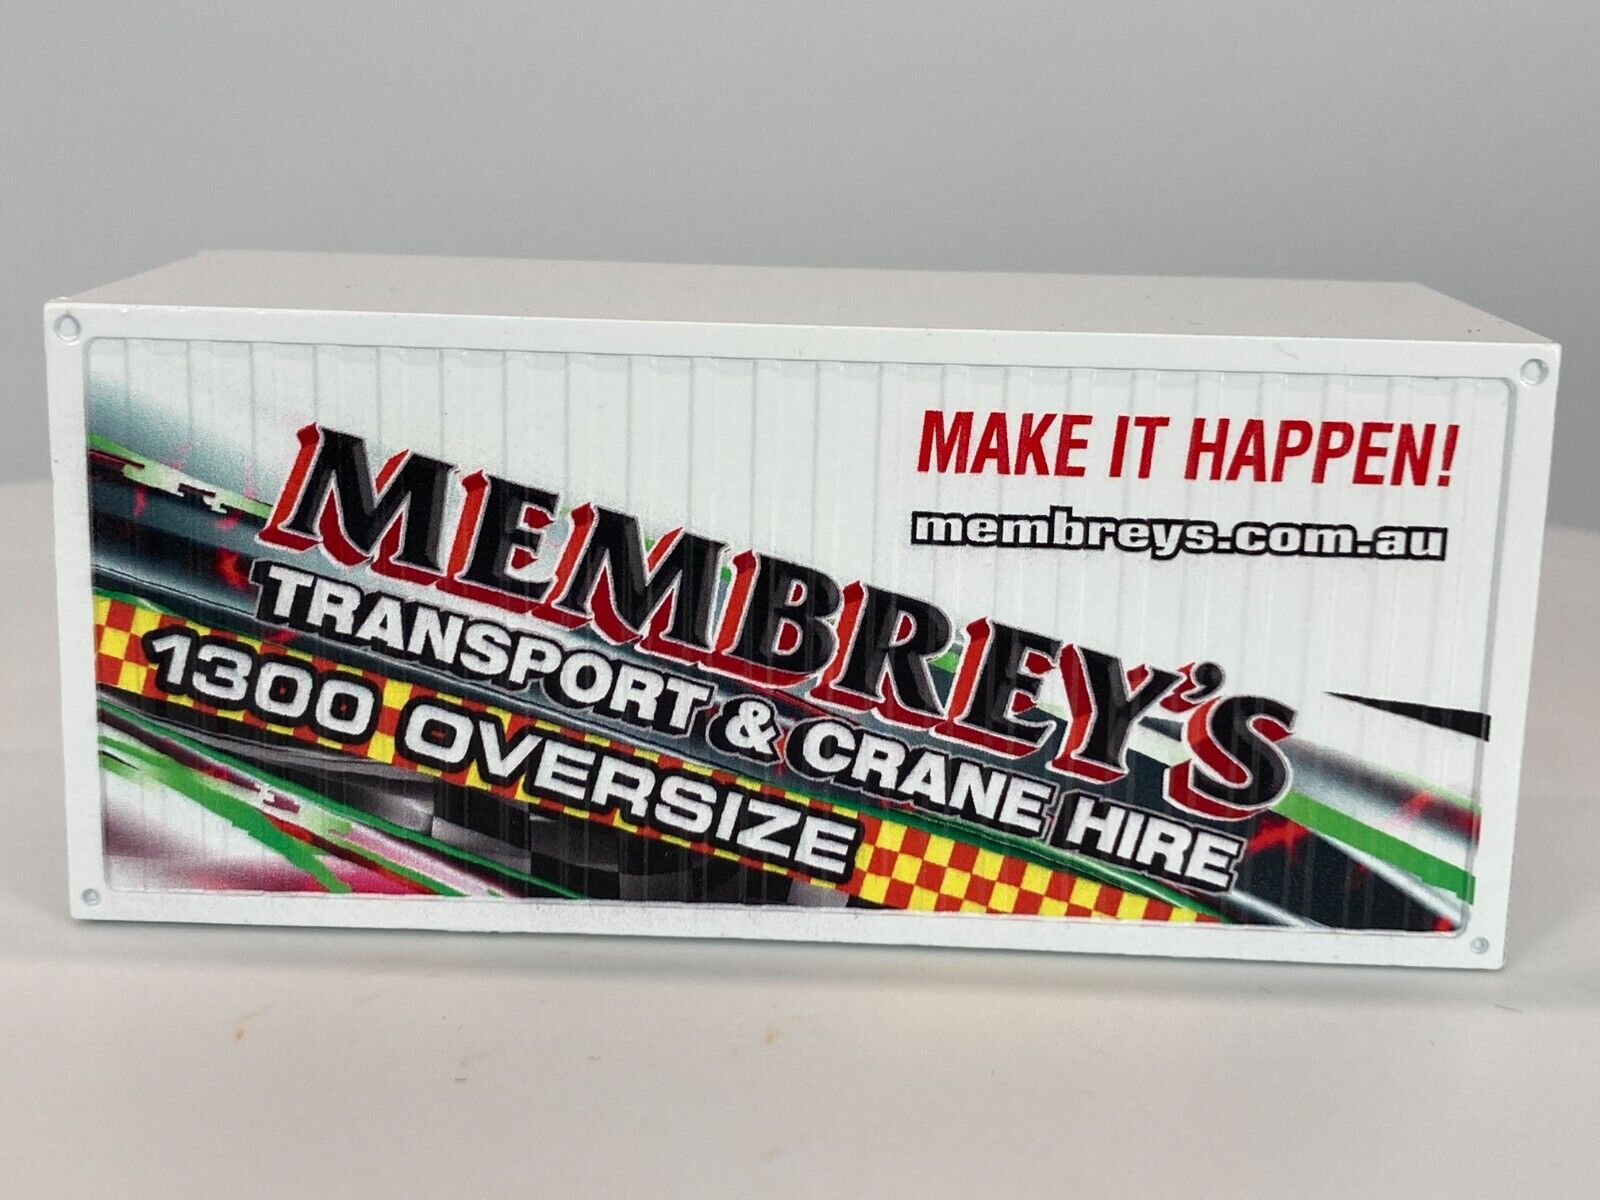 MAKE IT HAPPEN!
membreys.com.au
MEMBREY'S
TRANSPORT & CRANE HIRE
1300 OVERSIZE